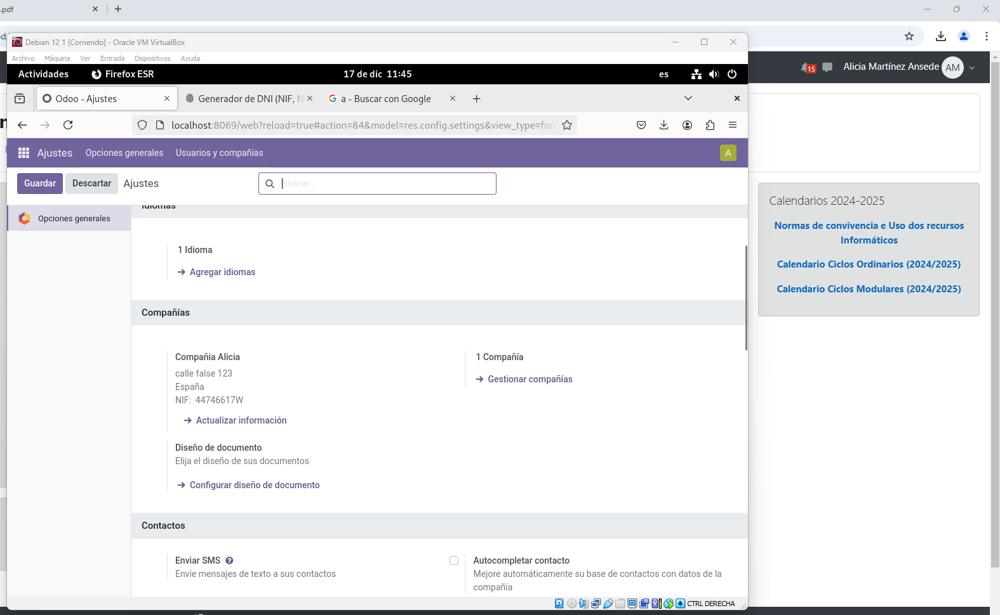 .pdf
Debian 12 1 [Corriendo] - Oracle VM VirtualBox
Archivo Máquina Ver Entrada Dispositivos Ayuda
Actividades Firefox ESR 17 de dic 11:45 es
Odoo - Ajustes Generador de DNI (NIF, N a - Buscar con Google
localhost:8069/web?reload=true#action=84&model=res.config.settings&view_type=for
Ajustes Opciones generales Usuarios y compañías A
Guardar Descartar Ajustes Buscar...
Opciones generales
Idiomas
1 Idioma
Agregar idiomas
Compañías
Compañia Alicia
calle false 123
España
NIF: 44746617W
Actualizar información
1 Compañía
Gestionar compañías
Diseño de documento
Elija el diseño de sus documentos
Configurar diseño de documento
Contactos
Enviar SMS ?
Envíe mensajes de texto a sus contactos
Autocompletar contacto
Mejore automáticamente su base de contactos con datos de la
compañía
CTRL DERECHA
15 Alicia Martínez Ansede AM
Calendarios 2024-2025
Normas de convivencia e Uso dos recursos
Informáticos
Calendario Ciclos Ordinarios (2024/2025)
Calendario Ciclos Modulares (2024/2025)